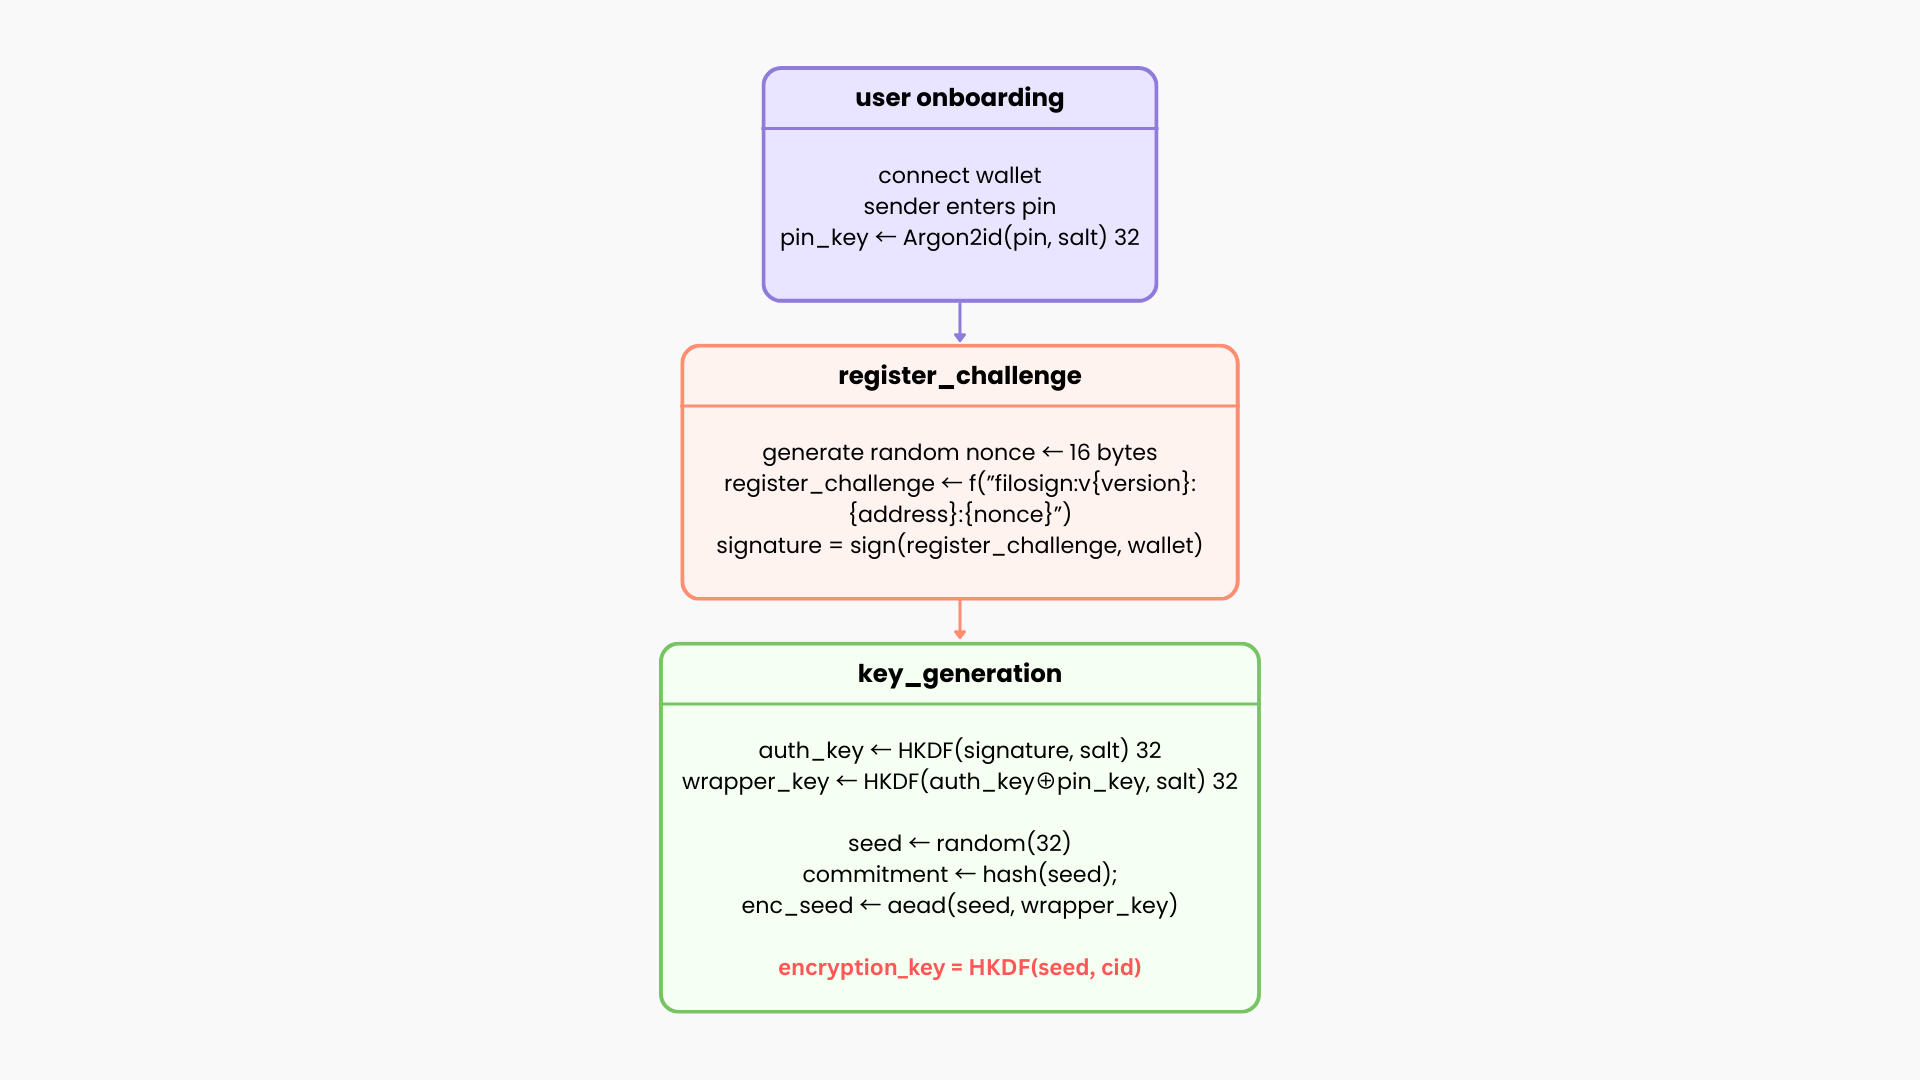 user onboarding
connect wallet
sender enters pin
pin_key ← Argon2id(pin, salt) 32
register_challenge
generate random nonce ← 16 bytes
register_challenge ← f(”filosign:v{version}:
{address}:{nonce}”)
signature = sign(register_challenge, wallet)
key_generation
auth_key ← HKDF(signature, salt) 32
wrapper_key ← HKDF(auth_key⊕pin_key, salt) 32
seed ← random(32)
commitment ← hash(seed);
enc_seed ← aead(seed, wrapper_key)
encryption_key = HKDF(seed, cid)